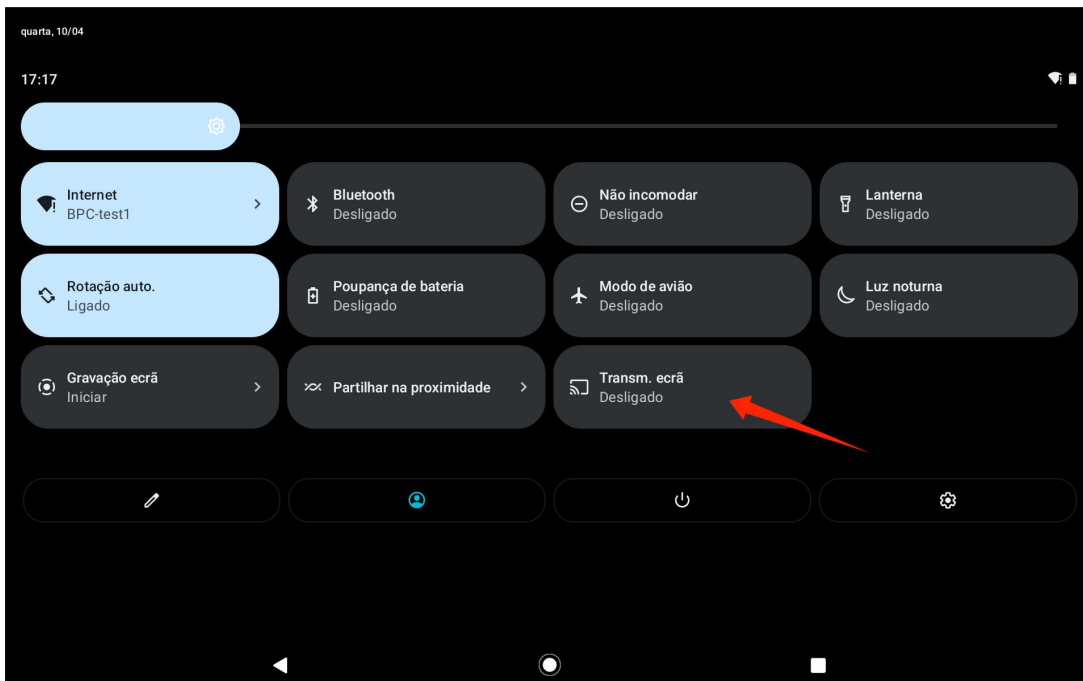 quarta, 10/04
17:17
Internet
BPC-test1
Bluetooth
Desligado
Não incomodar
Desligado
Lanterna
Desligado
Rotação auto.
Ligado
Poupança de bateria
Desligado
Modo de avião
Desligado
Luz noturna
Desligado
Gravação ecrã
Iniciar
Partilhar na proximidade
Transm. ecrã
Desligado